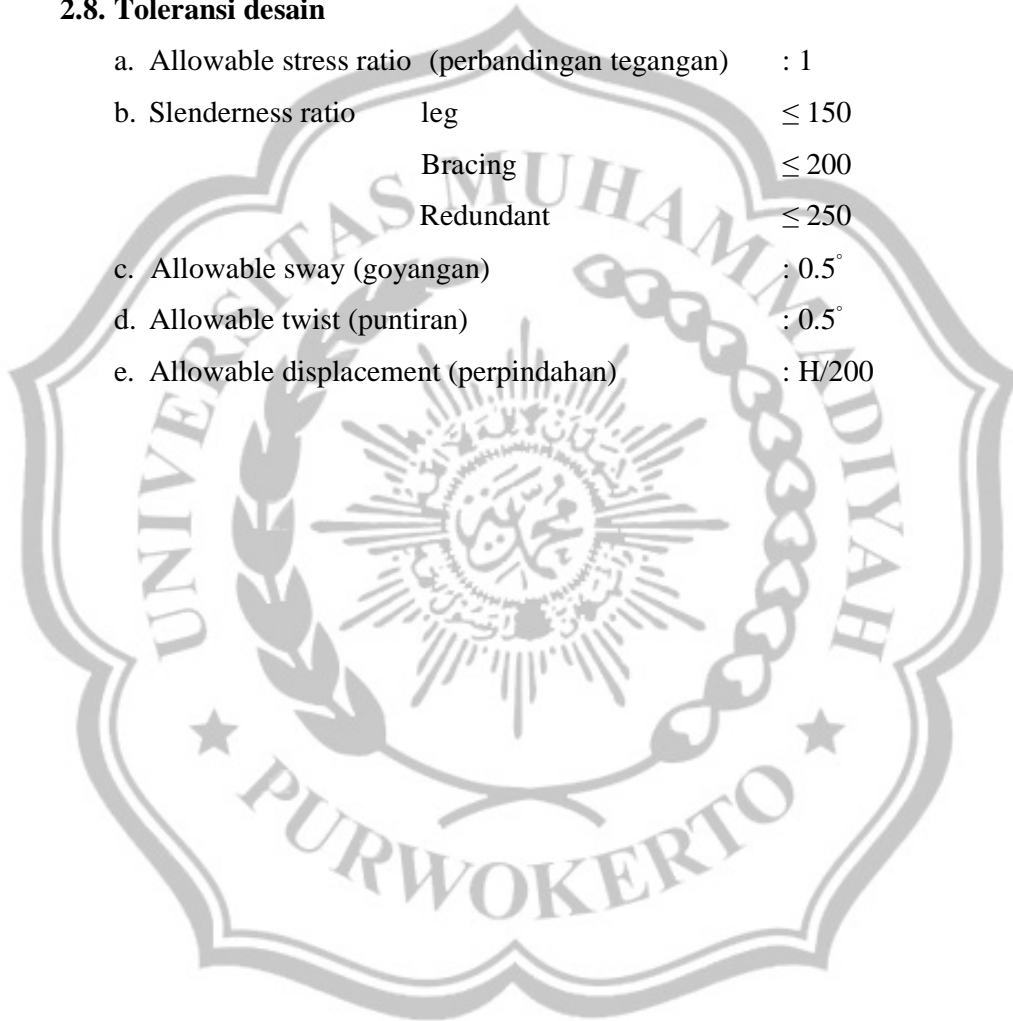 2.8. Toleransi desain
a. Allowable stress ratio (perbandingan tegangan) : 1
b. Slenderness ratio leg ≤ 150
Bracing ≤ 200
Redundant ≤ 250
c. Allowable sway (goyangan) : 0.5°
d. Allowable twist (puntiran) : 0.5°
e. Allowable displacement (perpindahan) : H/200
UNIVERSITAS MUHAMMADIYAH
PURWOKERTO